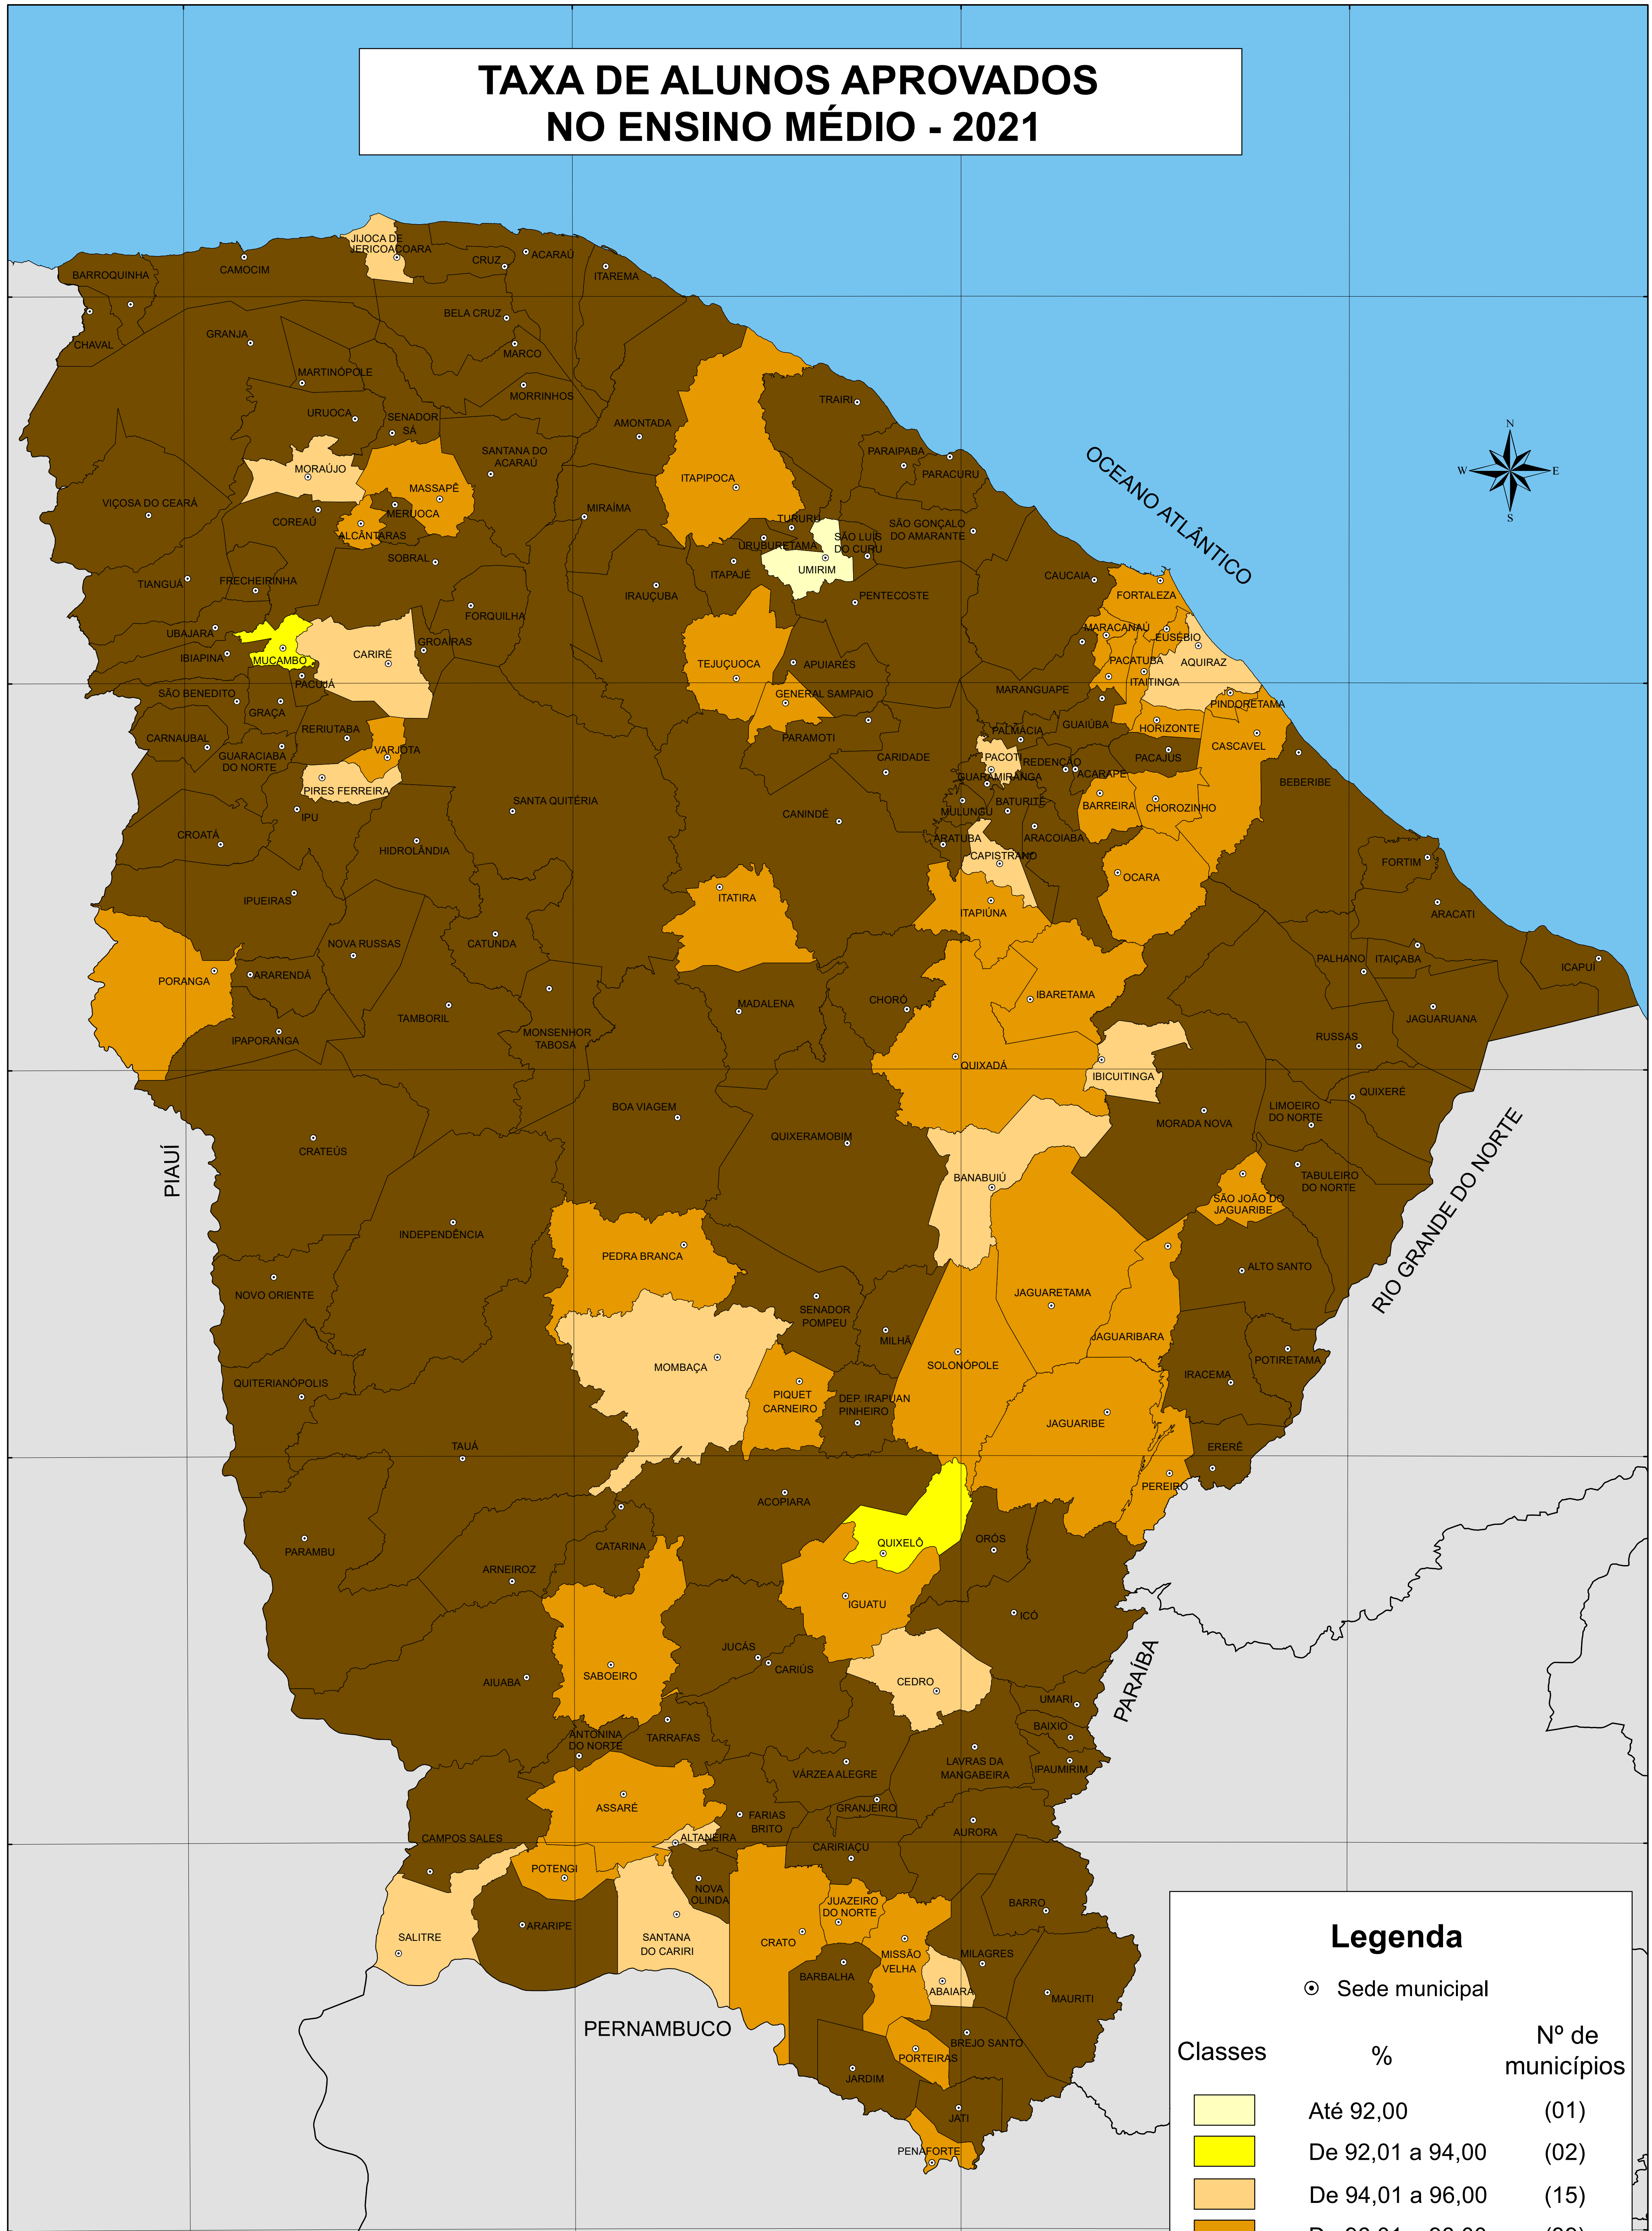 TAXA DE ALUNOS APROVADOS
NO ENSINO MÉDIO - 2021
JIJOCA DE
JERICOACOARA
CRUZ
ACARAÚ
ITAREMA
BARROQUINHA
CAMOCIM
CHAVAL
GRANJA
BELA CRUZ
MARCO
MARTINÓPOLE
MORRINHOS
URUOCA
SENADOR
SÁ
AMONTADA
TRAIRI
MORAÚJO
MASSAPÊ
SANTANA DO
ACARAÚ
ITAPIPOCA
PARAIPABA
PARACURU
OCEANO ATLÂNTICO
N
W
E
S
VIÇOSA DO CEARÁ
COREAÚ
MERUOCA
ALCÂNTARAS
MIRAÍMA
TURURU
URUBURETAMA
SÃO LUÍS
DO CURU
SÃO GONÇALO
DO AMARANTE
SOBRAL
UMIRIM
ITAPAJÉ
TIANGUÁ
FRECHEIRINHA
IRAUÇUBA
PENTECOSTE
CAUCAIA
FORTALEZA
FORQUILHA
UBAJARA
IBIAPINA
MUCAMBO
CARIRÉ
GROAÍRAS
MARACANAÚ
EUSÉBIO
PACATUBA
AQUIRAZ
ITAITINGA
TEJUÇUOCA
APUIARÉS
PACUJÁ
SÃO BENEDITO
GRAÇA
GENERAL SAMPAIO
MARANGUAPE
PINDORETAMA
GUAIÚBA
HORIZONTE
RERIUTABA
VARJOTA
CARNAUBAL
GUARACIABA
DO NORTE
PARAMOTI
PALMÁCIA
CASCAVEL
PACOTI
REDENÇÃO
PACAJUS
CARIDADE
GUARAMIRANGA
ACARAPE
BEBERIBE
PIRES FERREIRA
IPU
SANTA QUITÉRIA
CANINDÉ
MULUNGU
BATURITÉ
BARREIRA
CHOROZINHO
CROATÁ
HIDROLÂNDIA
ARATUBA
ARACOIABA
CAPISTRANO
FORTIM
OCARA
IPUEIRAS
ITATIRA
ITAPIÚNA
ARACATI
NOVA RUSSAS
CATUNDA
PORANGA
ARARENDÁ
PALHANO
ITAIÇABA
ICAPUÍ
MADALENA
CHORÓ
IBARETAMA
TAMBORIL
JAGUARUANA
IPAPORANGA
MONSENHOR
TABOSA
RUSSAS
QUIXADÁ
IBICUITINGA
QUIXERÉ
BOA VIAGEM
LIMOEIRO
DO NORTE
MORADA NOVA
QUIXERAMOBIM
CRATEÚS
PIAUÍ
BANABUIÚ
TABULEIRO
DO NORTE
SÃO JOÃO DO
JAGUARIBE
RIO GRANDE DO NORTE
INDEPENDÊNCIA
PEDRA BRANCA
ALTO SANTO
NOVO ORIENTE
JAGUARETAMA
SENADOR
POMPEU
MILHÃ
JAGUARIBARA
SOLONÓPOLE
POTIRETAMA
MOMBAÇA
IRACEMA
QUITERIANÓPOLIS
PIQUET
CARNEIRO
DEP. IRAPUAN
PINHEIRO
JAGUARIBE
TAUÁ
ERERÊ
PEREIRO
ACOPIARA
QUIXELÔ
ORÓS
PARAMBU
CATARINA
ARNEIROZ
IGUATU
ICÓ
JUCÁS
CARIÚS
SABOEIRO
AIUABA
CEDRO
PARAÍBA
UMARI
BAIXIO
IPAUMIRIM
ANTONINA
DO NORTE
TARRAFAS
LAVRAS DA
MANGABEIRA
VÁRZEA ALEGRE
ASSARÉ
FARIAS
BRITO
GRANJEIRO
AURORA
CAMPOS SALES
ALTANEIRA
CARIRIAÇU
POTENGI
NOVA
OLINDA
JUAZEIRO
DO NORTE
BARRO
ARARIPE
SALITRE
SANTANA
DO CARIRI
CRATO
MISSÃO
VELHA
MILAGRES
BARBALHA
ABAIARA
MAURITI
PERNAMBUCO
BREJO SANTO
PORTEIRAS
JARDIM
JATI
PENAFORTE
Legenda
Sede municipal
Classes % Nº de
municípios
Até 92,00 (01)
De 92,01 a 94,00 (02)
De 94,01 a 96,00 (15)